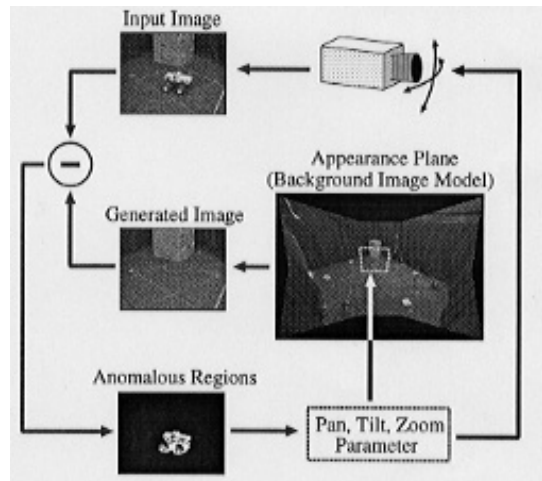 Input Image
Appearance Plane
(Background Image Model)
Generated Image
Anomalous Regions
Pan, Tilt, Zoom
Parameter